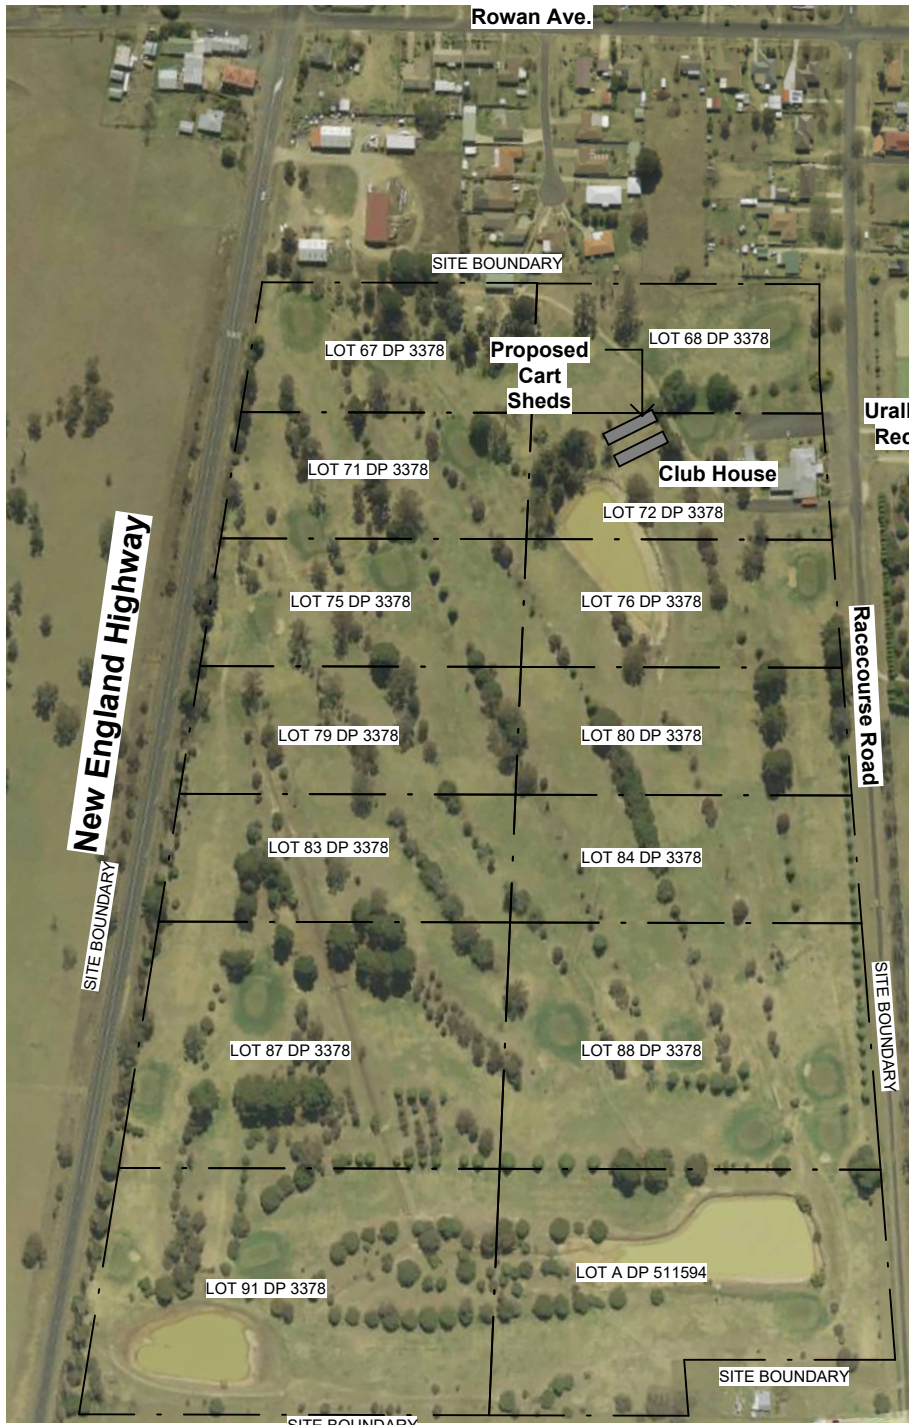 Rowan Ave.
SITE BOUNDARY
LOT 67 DP 3378
LOT 68 DP 3378
Proposed
Cart
Sheds
Urall
Rec
LOT 71 DP 3378
Club House
LOT 72 DP 3378
New England Highway
LOT 75 DP 3378
LOT 76 DP 3378
Racecourse Road
LOT 79 DP 3378
LOT 80 DP 3378
LOT 83 DP 3378
LOT 84 DP 3378
SITE BOUNDARY
SITE BOUNDARY
LOT 87 DP 3378
LOT 88 DP 3378
LOT A DP 511594
LOT 91 DP 3378
SITE BOUNDARY
SITE BOUNDARY